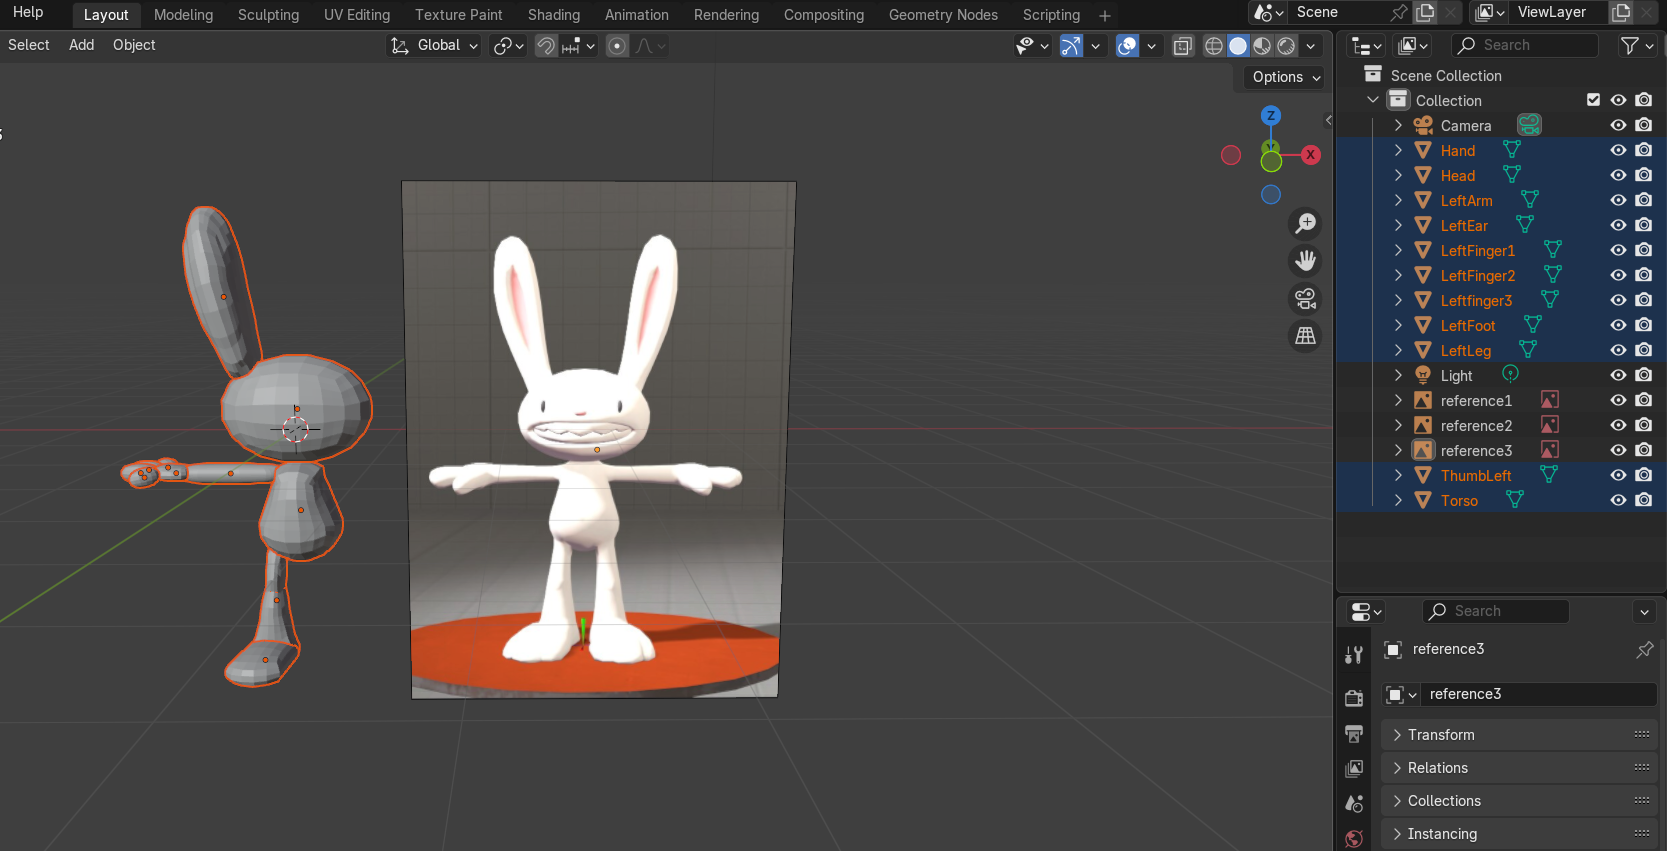 Help
Layout
Modeling
Sculpting
UV Editing
Texture Paint
Shading
Animation
Rendering
Compositing
Geometry Nodes
Scripting
+
Scene
ViewLayer
Select
Add
Object
Global
Search
Options
Z
Y
X
Scene Collection
Collection
Camera
Hand
Head
LeftArm
LeftEar
LeftFinger1
LeftFinger2
Leftfinger3
LeftFoot
LeftLeg
Light
reference1
reference2
reference3
ThumbLeft
Torso
Search
reference3
reference3
Transform
Relations
Collections
Instancing